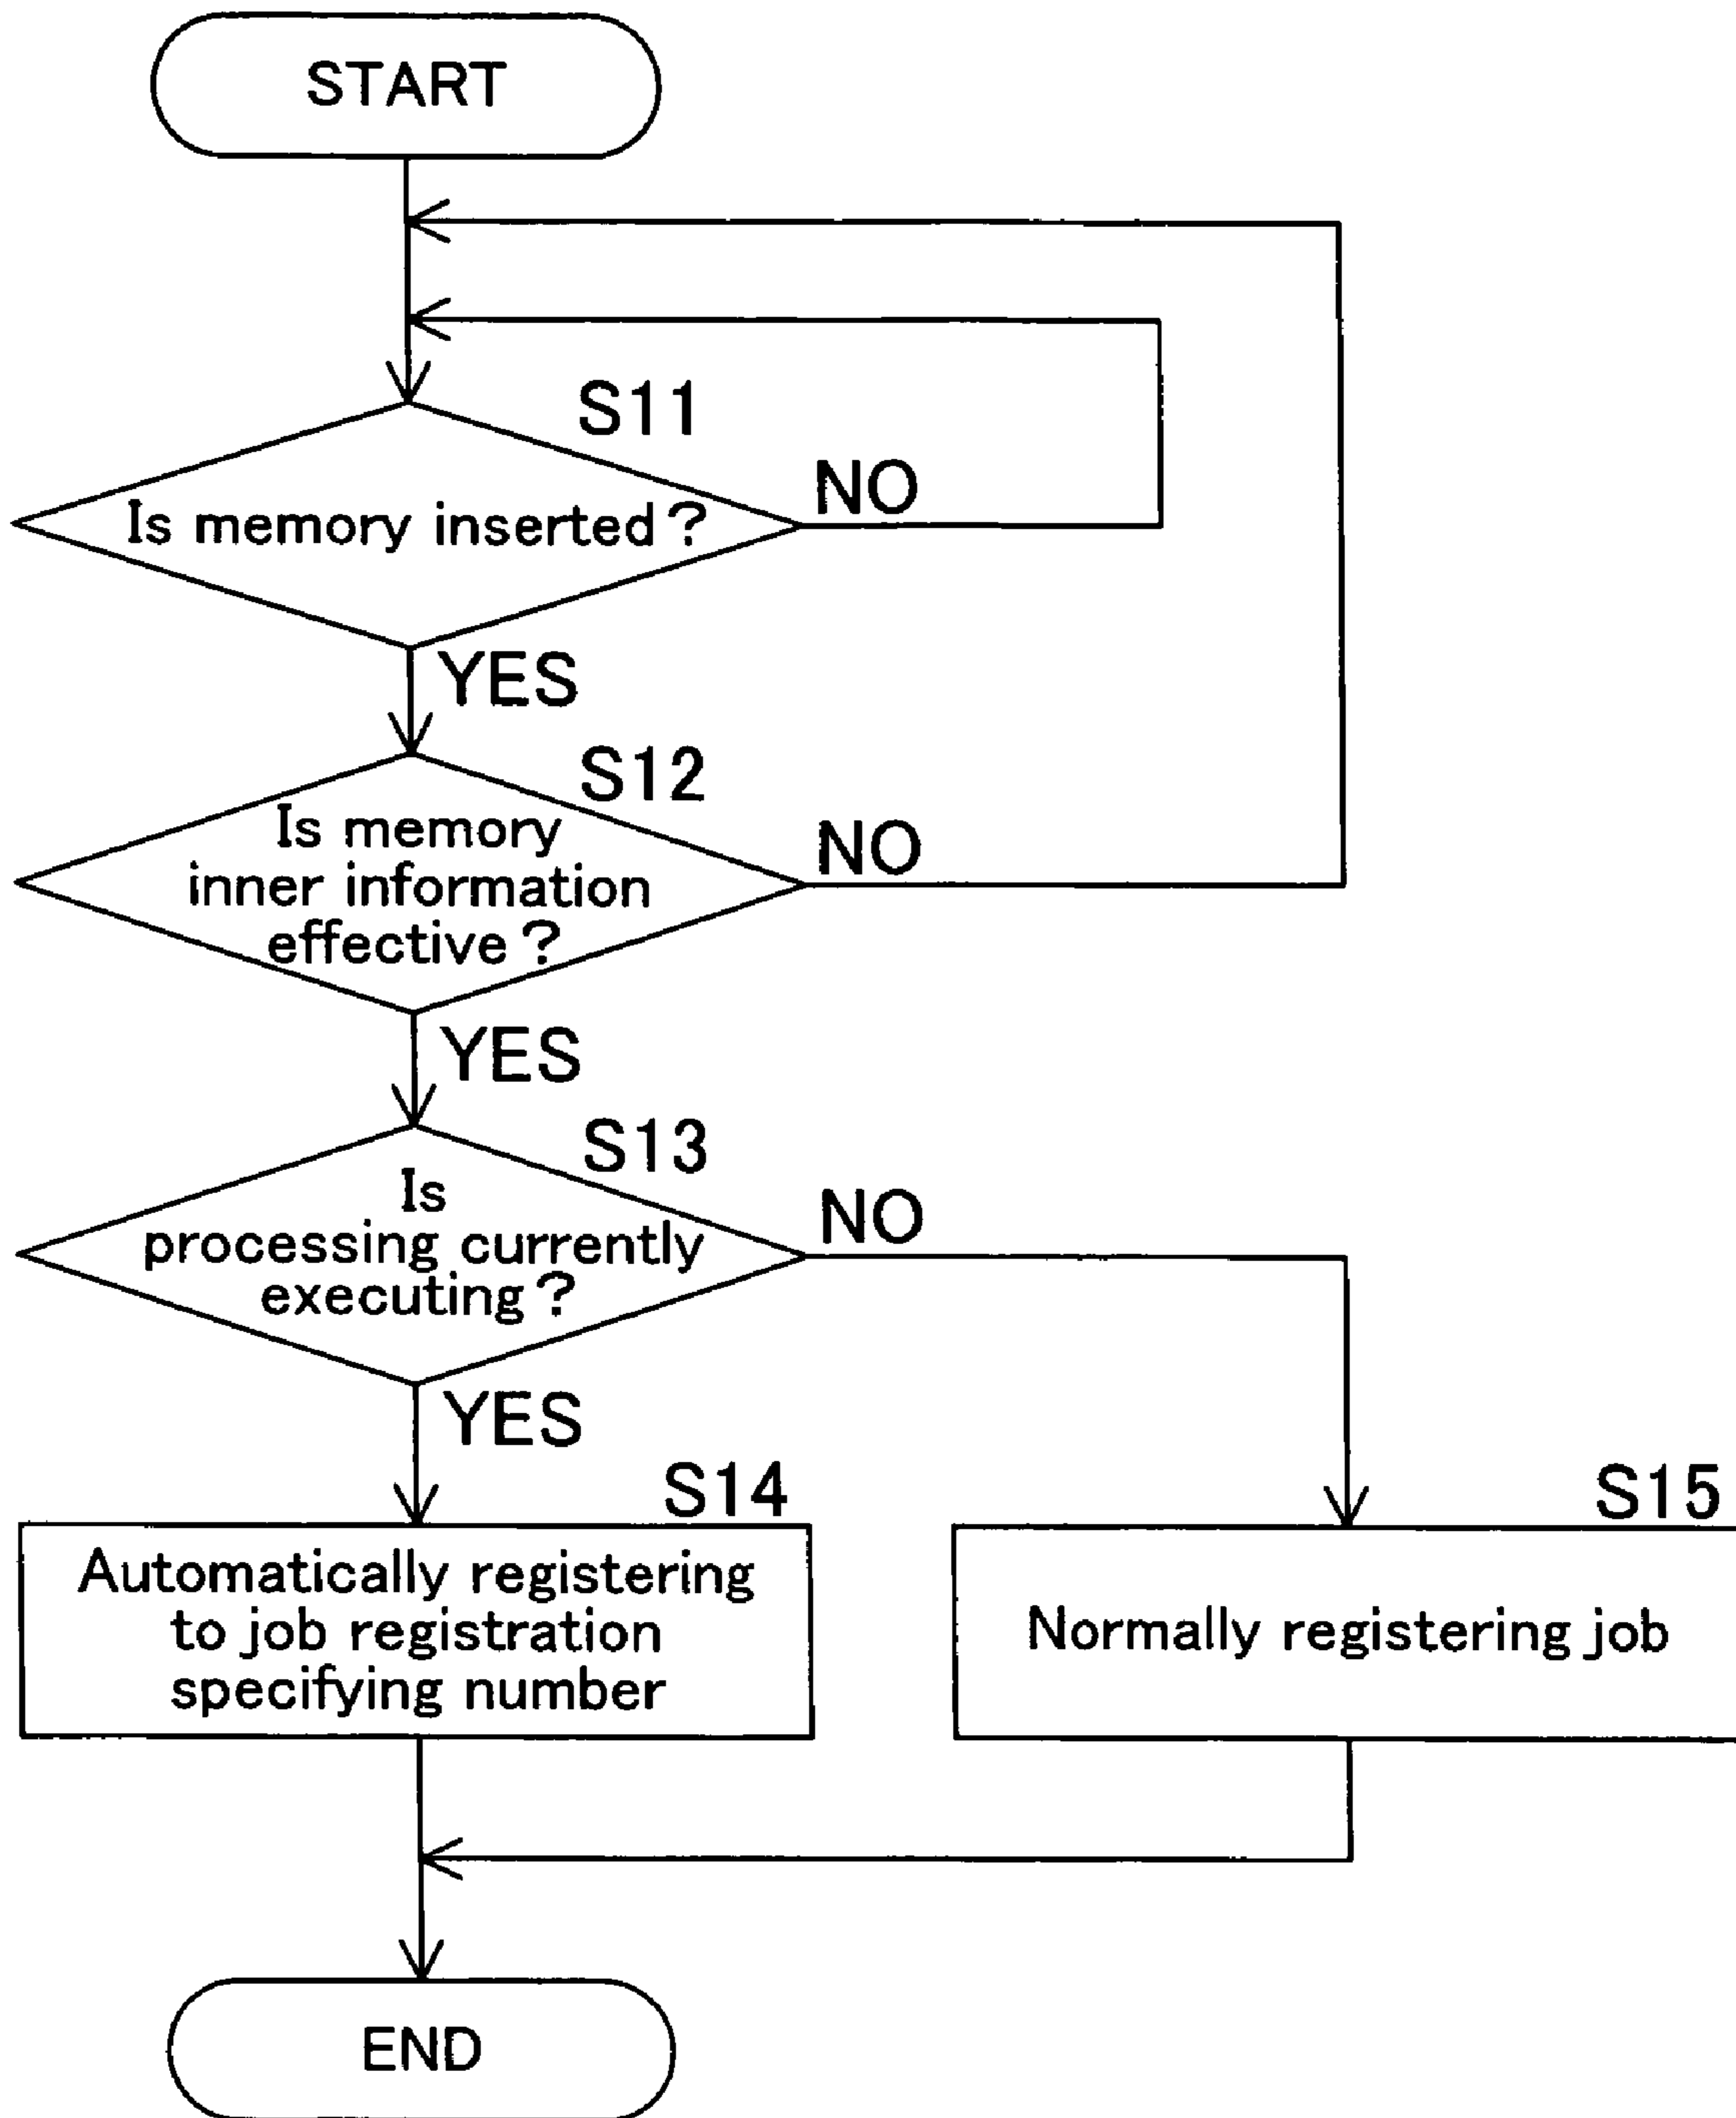 START
S11
Is memory inserted?
NO
YES
S12
Is memory
inner information
effective?
NO
YES
S13
Is
processing currently
executing?
NO
YES
S14
Automatically registering
to job registration
specifying number
S15
Normally registering job
END